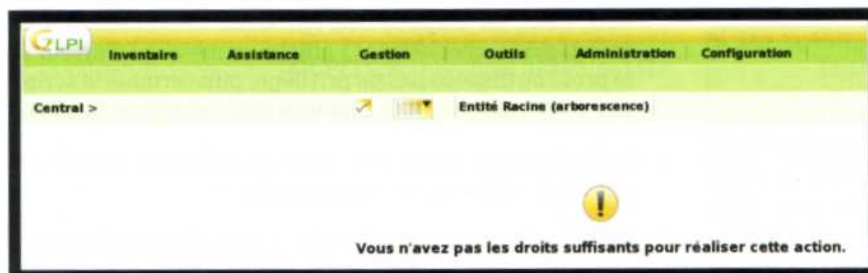 GLPI
Inventaire Assistance Gestion Outils Administration Configuration
Central > Entité Racine (arborescence)
Vous n'avez pas les droits suffisants pour réaliser cette action.